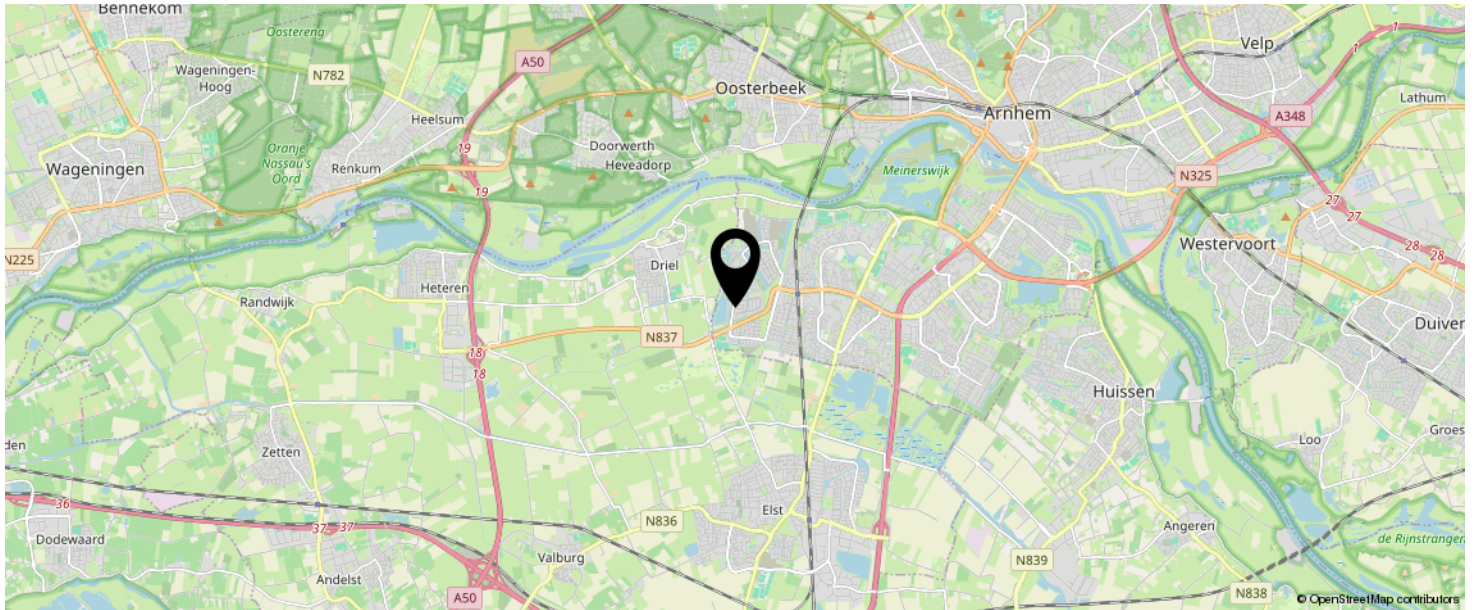 Bennekom
Oostereng
Velp
1
1
A50
Wageningen-
Hoog
N782
Oosterbeek
Lathum
Arnhem
A348
Heelsum
19
Doorwerth
Oranje
Nassau's
Oord
Wageningen
Renkum
Heveadorp
Meinerswijk
N325
19
27
27
Westervoort
28
28
N225
Driel
Heteren
Randwijk
Duiven
N837
18
18
Huissen
Loo
Groes
den
Zetten
36
Elst
N836
37
37
Angeren
Dodewaard
de Rijnstrangen
Valburg
N839
Andelst
A50
N838
© OpenStreetMap contributors